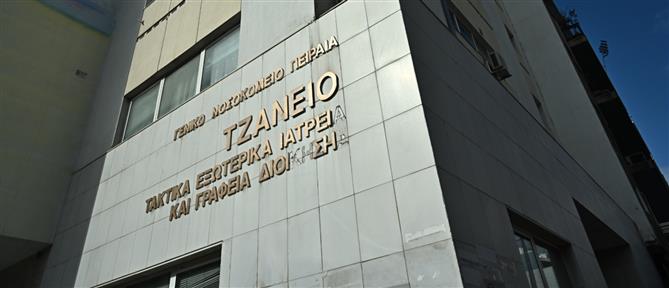 ΓΕΝΙΚΟ ΝΟΣΟΚΟΜΕΙΟ ΠΕΙΡΑΙΑ
ΤΖΑΝΕΙΟ
ΤΑΚΤΙΚΑ ΕΞΩΤΕΡΙΚΑ ΙΑΤΡΕΙΑ
ΚΑΙ ΓΡΑΦΕΙΑ ΔΙΟΙΚΗΣΗΣ